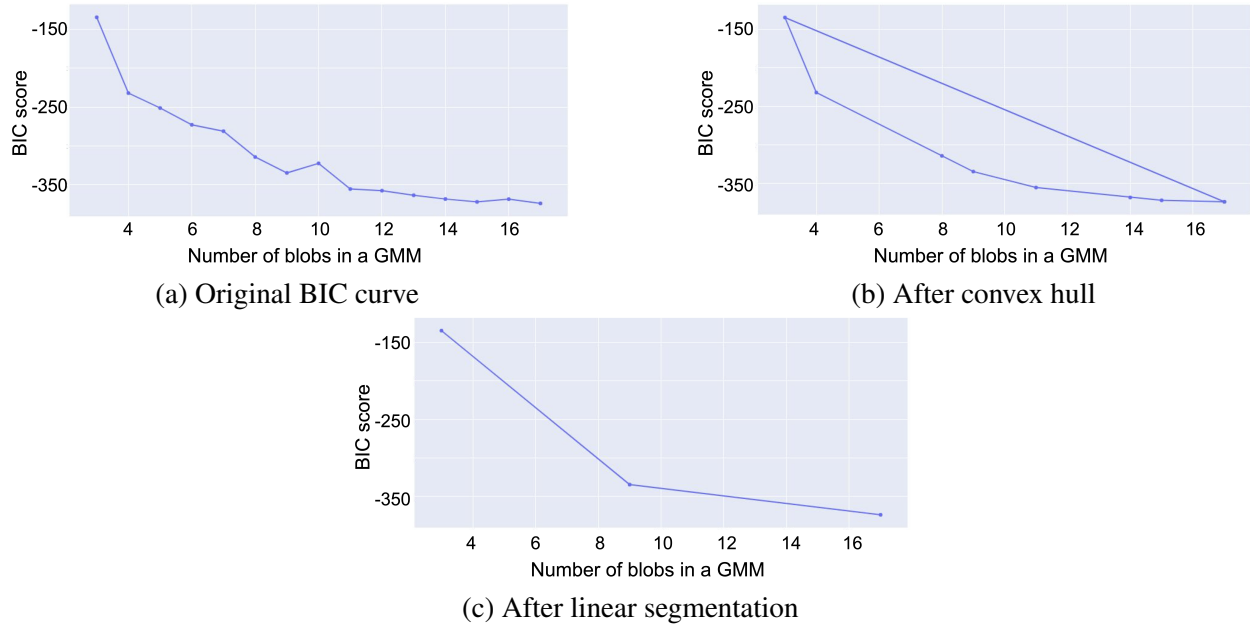 -150
-250
-350
BIC score
4 6 8 10 12 14 16
Number of blobs in a GMM
(a) Original BIC curve
-150
-250
-350
BIC score
4 6 8 10 12 14 16
Number of blobs in a GMM
(b) After convex hull
-150
-250
-350
BIC score
4 6 8 10 12 14 16
Number of blobs in a GMM
(c) After linear segmentation